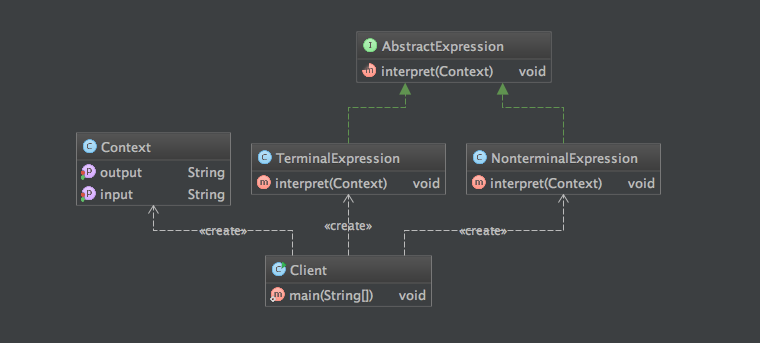 AbstractExpression
interpret(Context) void
Context
output String
input String
TerminalExpression
interpret(Context) void
NonterminalExpression
interpret(Context) void
«create»
«create»
«create»
Client
main(String[]) void